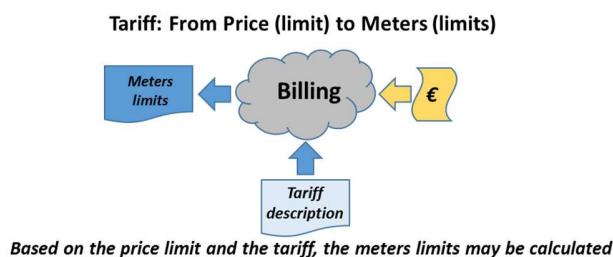 Tariff: From Price (limit) to Meters (limits)
Meters
limits
Billing
€
Tariff
description
Based on the price limit and the tariff, the meters limits may be calculated